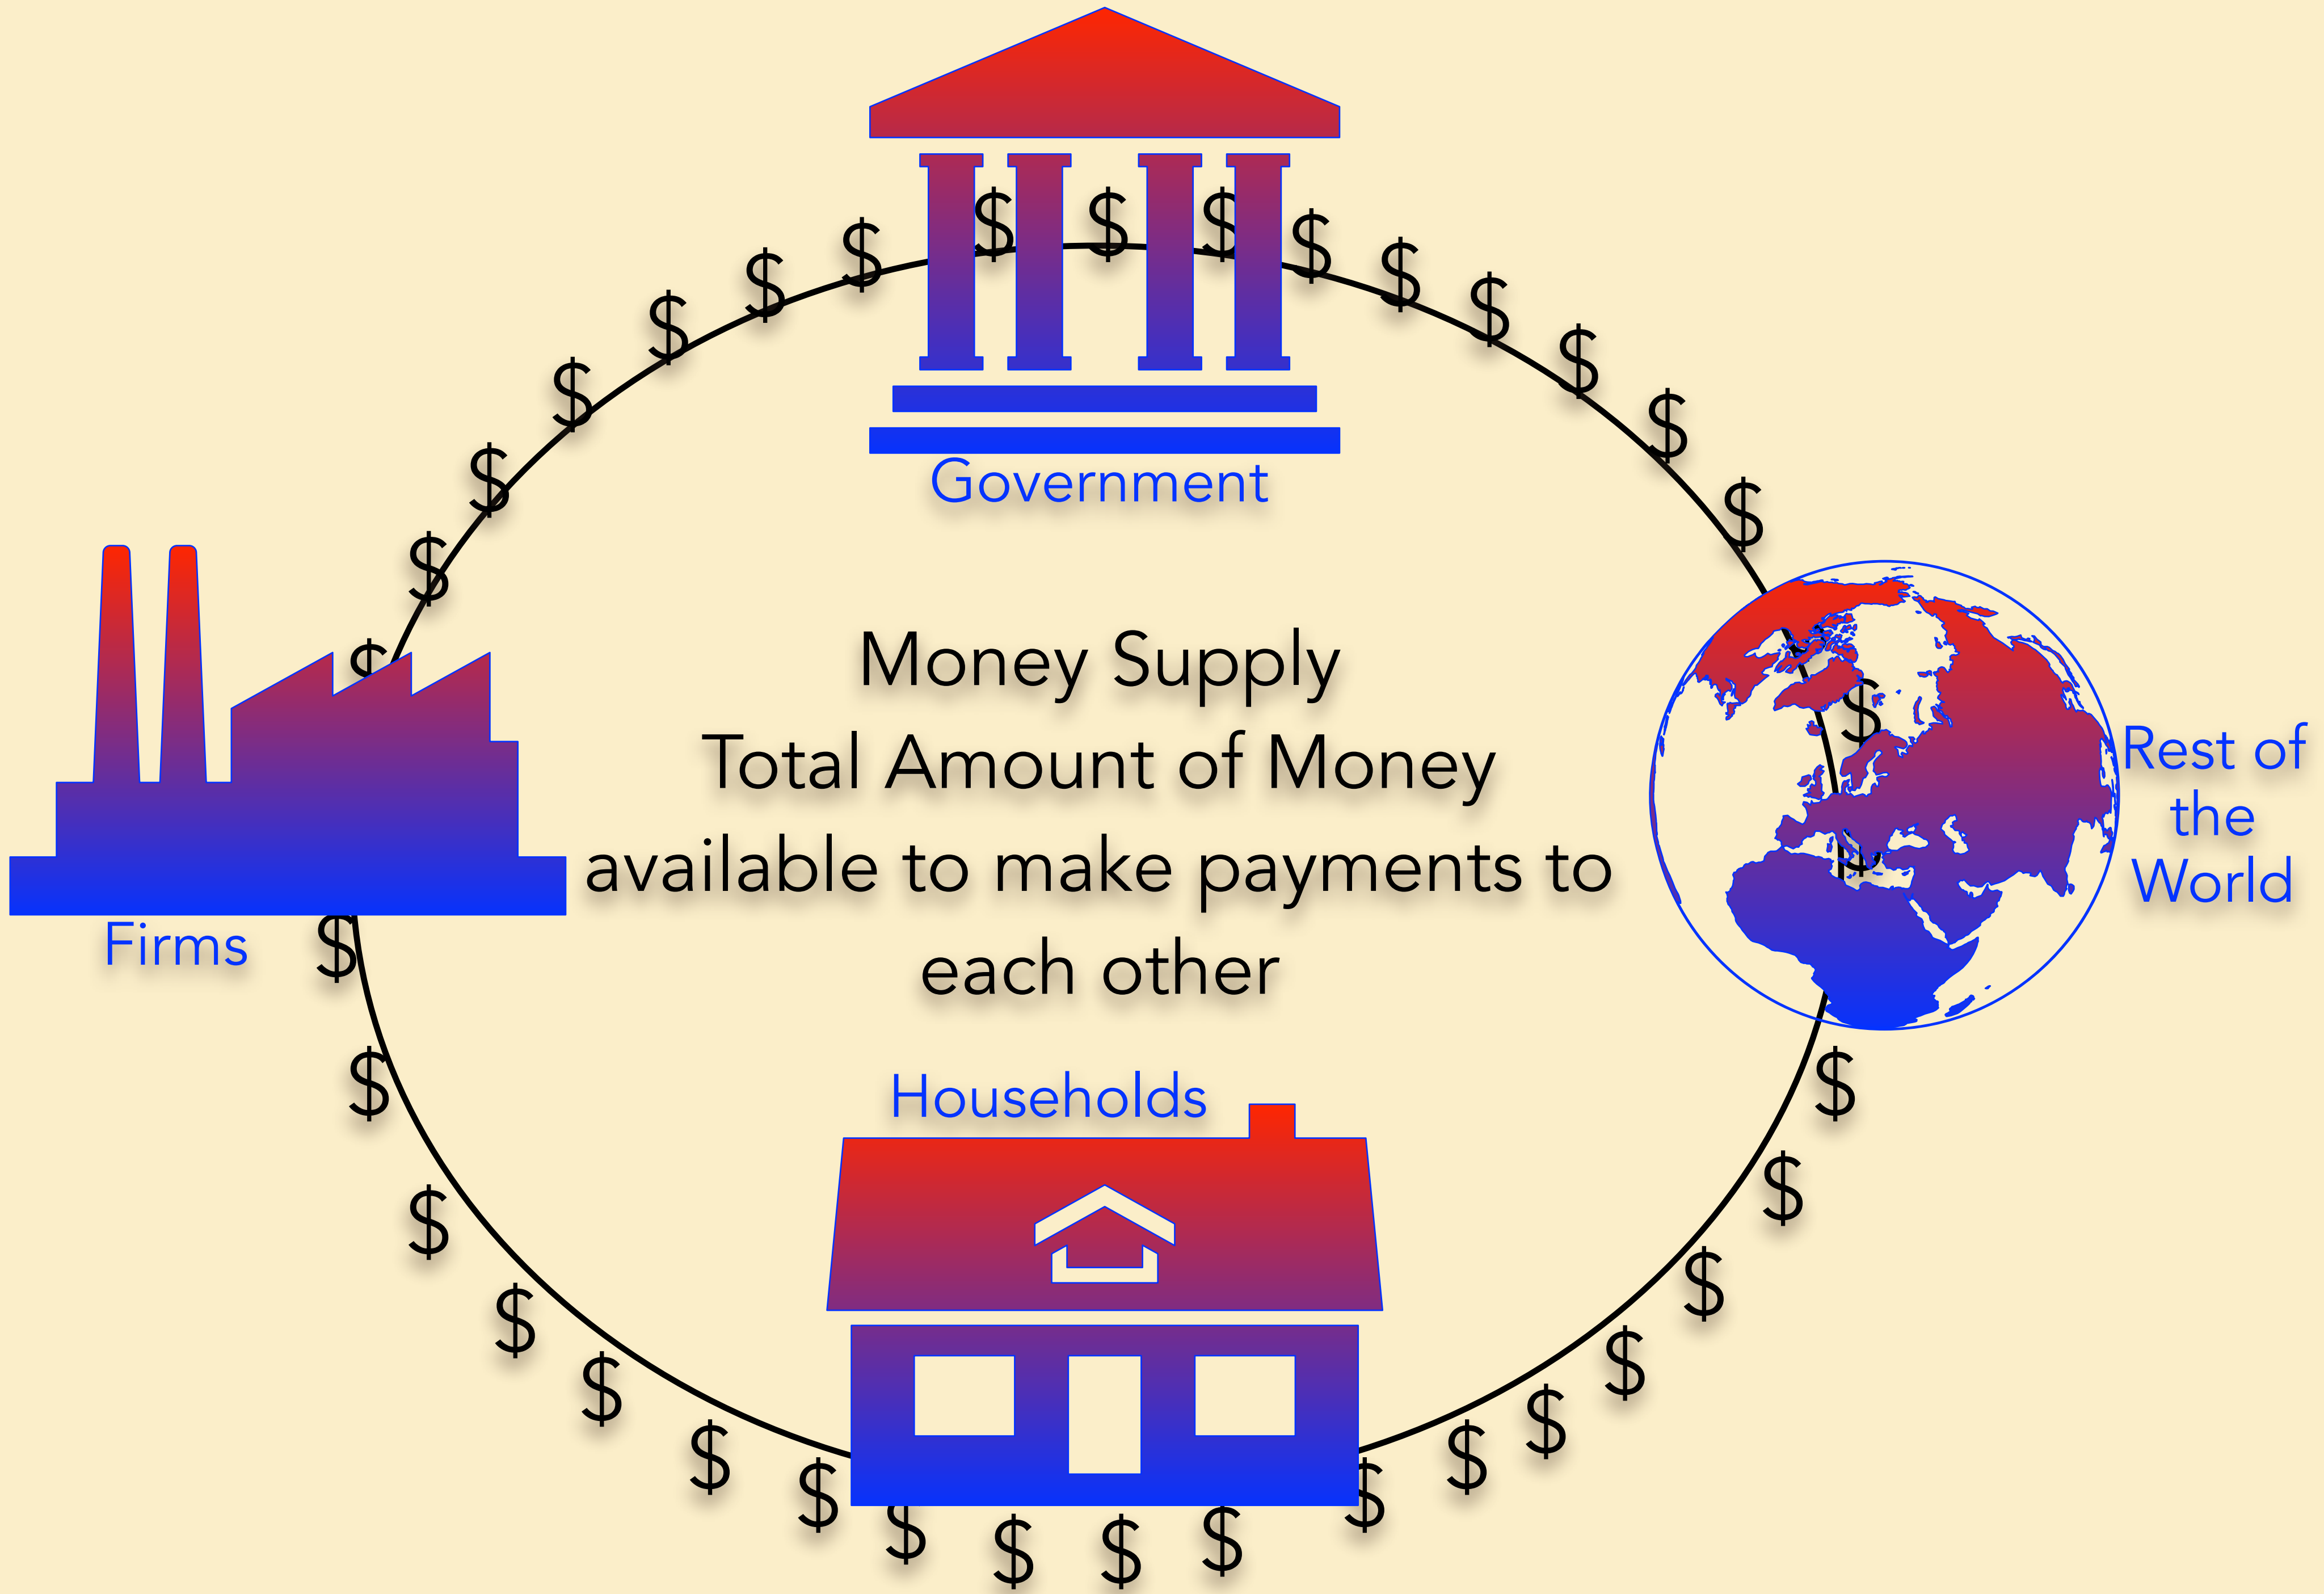 Government
Money Supply
Total Amount of Money
available to make payments to
each other
Firms
Rest of
the
World
Households
$ $ $ $ $ $ $ $ $ $ $ $ $ $ $ $ $ $ $ $ $ $ $ $ $ $ $ $ $ $ $ $ $ $ $ $ $